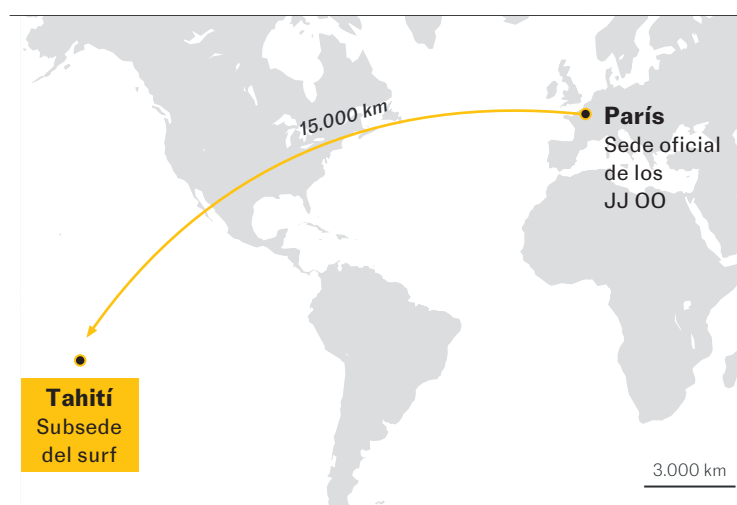 15.000 km
París
Sede oficial
de los
JJ OO
Tahití
Subsede
del surf
3.000 km